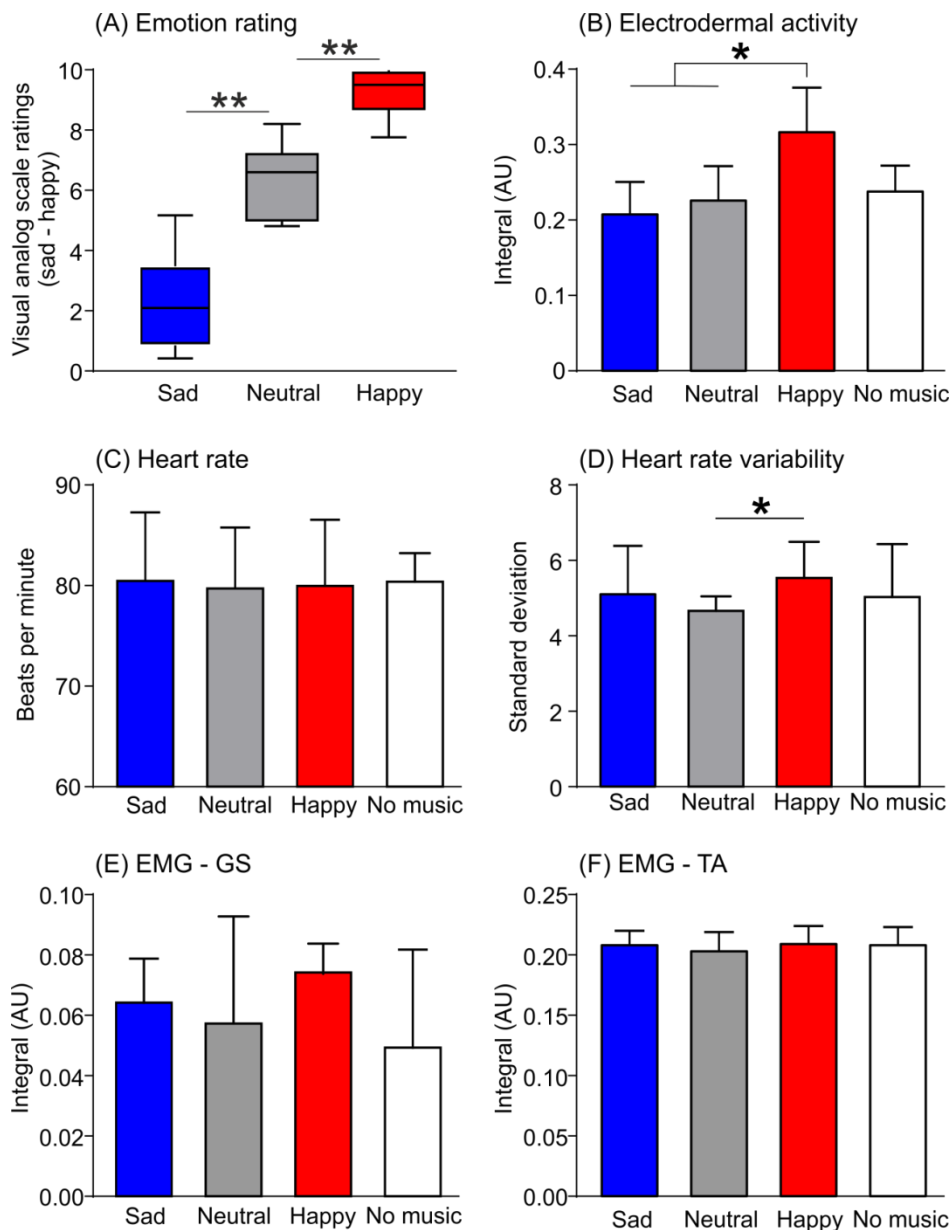 (A) Emotion rating
Visual analog scale ratings
(sad - happy)
10
8
6
4
2
0
**
**
Sad Neutral Happy
(B) Electrodermal activity
Integral (AU)
0.4
0.3
0.2
0.1
0
*
Sad Neutral Happy No music
(C) Heart rate
Beats per minute
90
80
70
60
Sad Neutral Happy No music
(D) Heart rate variability
Standard deviation
8
6
4
2
0
*
Sad Neutral Happy No music
(E) EMG - GS
Integral (AU)
0.10
0.08
0.06
0.04
0.02
0.00
Sad Neutral Happy No music
(F) EMG - TA
Integral (AU)
0.25
0.20
0.15
0.10
0.05
0.00
Sad Neutral Happy No music